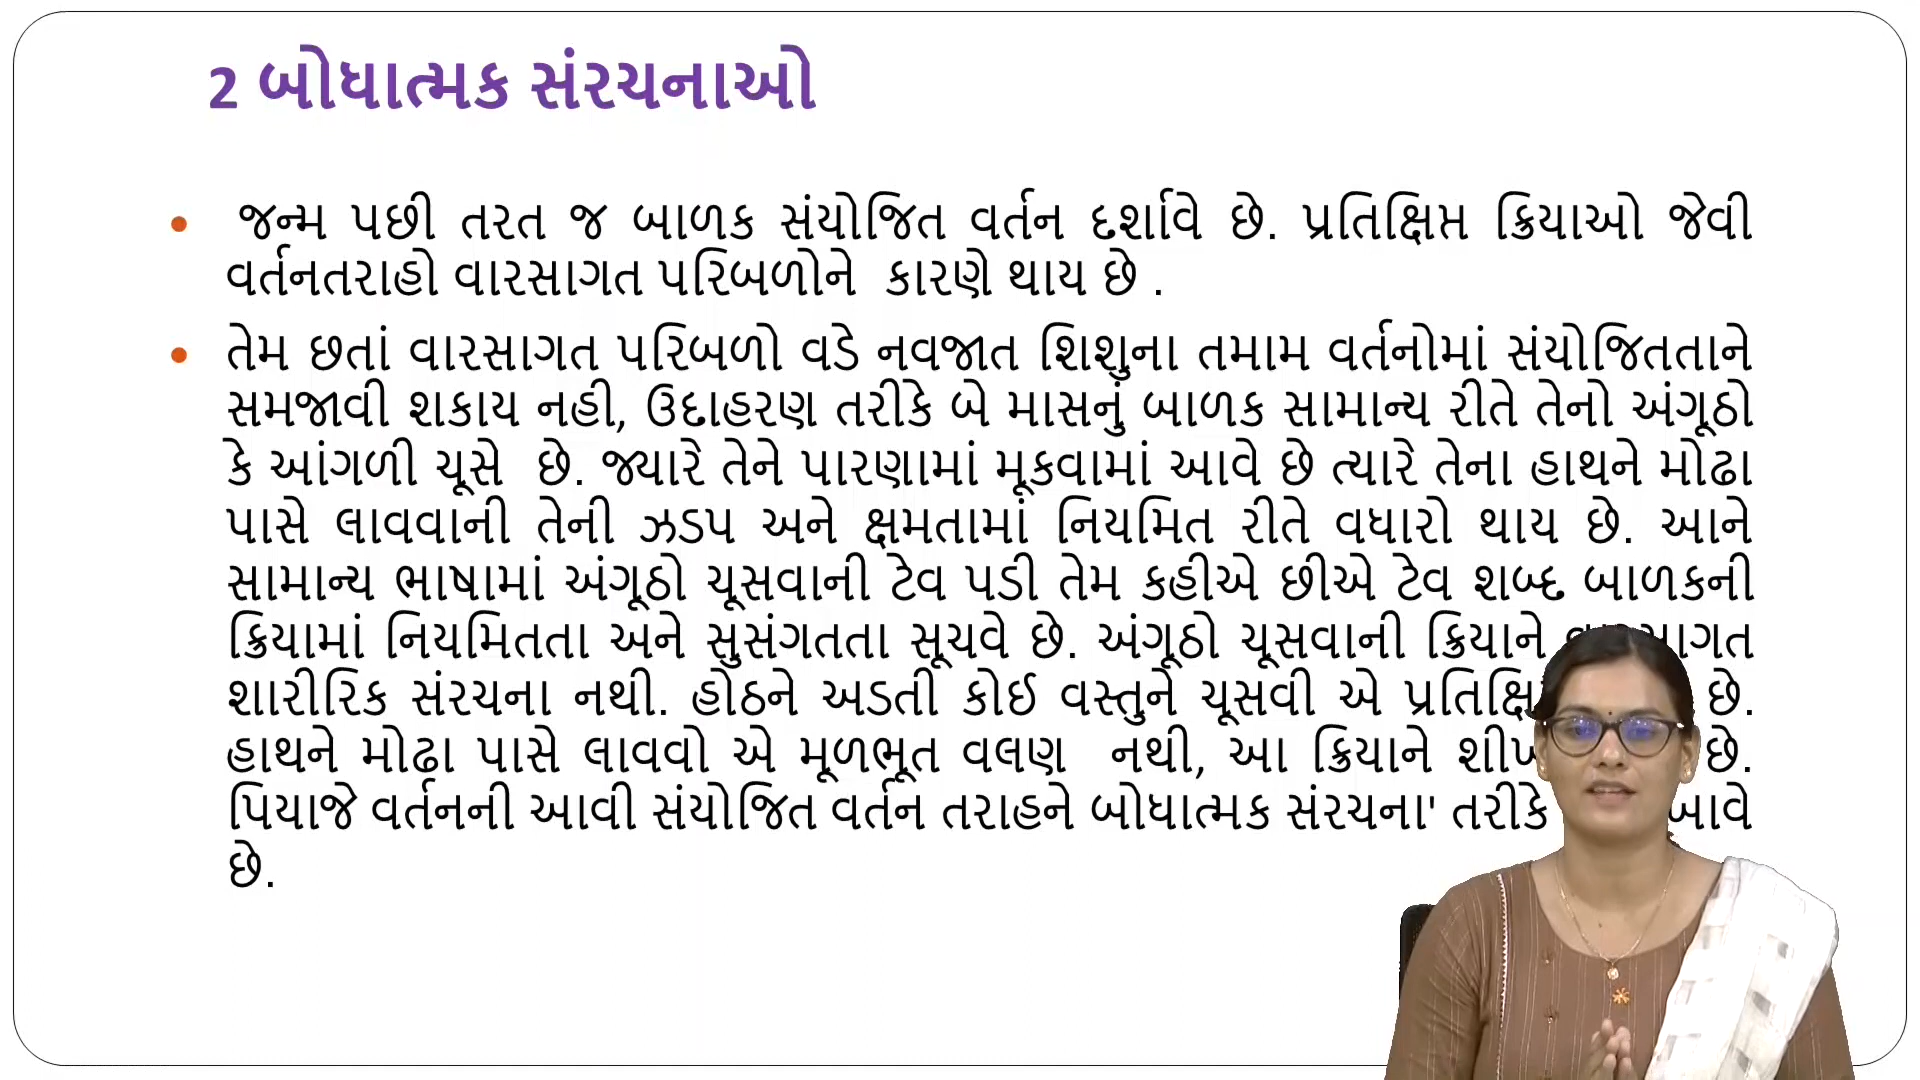 2 બોધાત્મક સંરચનાઓ
• જન્મ પછી તરત જ બાળક સંયોજિત વર્તન દર્શાવે છે. પ્રતિક્ષિપ્ત ક્રિયાઓ જેવી
વર્તનતરાહો વારસાગત પરિબળોને કારણે થાય છે .
• તેમ છતાં વારસાગત પરિબળો વડે નવજાત શિશુના તમામ વર્તનોમાં સંયોજિતતાને
સમજાવી શકાય નહી, ઉદાહરણ તરીકે બે માસનું બાળક સામાન્ય રીતે તેનો અંગૂઠો
કે આંગળી ચૂસે છે. જ્યારે તેને પારણામાં મૂકવામાં આવે છે ત્યારે તેના હાથને મોઢા
પાસે લાવવાની તેની ઝડપ અને ક્ષમતામાં નિયમિત રીતે વધારો થાય છે. આને
સામાન્ય ભાષામાં અંગૂઠો ચૂસવાની ટેવ પડી તેમ કહીએ છીએ ટેવ શબ્દ બાળકની
ક્રિયામાં નિયમિતતા અને સુસંગતતા સૂચવે છે. અંગૂઠો ચૂસવાની ક્રિયાને
શારીરિક સંરચના નથી. હોઠને અડતી કોઈ વસ્તુને ચૂસવી એ છે.
હાથને મોઢા પાસે લાવવો એ મૂળભૂત વલણ નથી, આ ક્રિયાને છે.
પિયાજે વર્તનની આવી સંયોજિત વર્તન તરાહને બોધાત્મક સંરચના' તરીકે
છે.